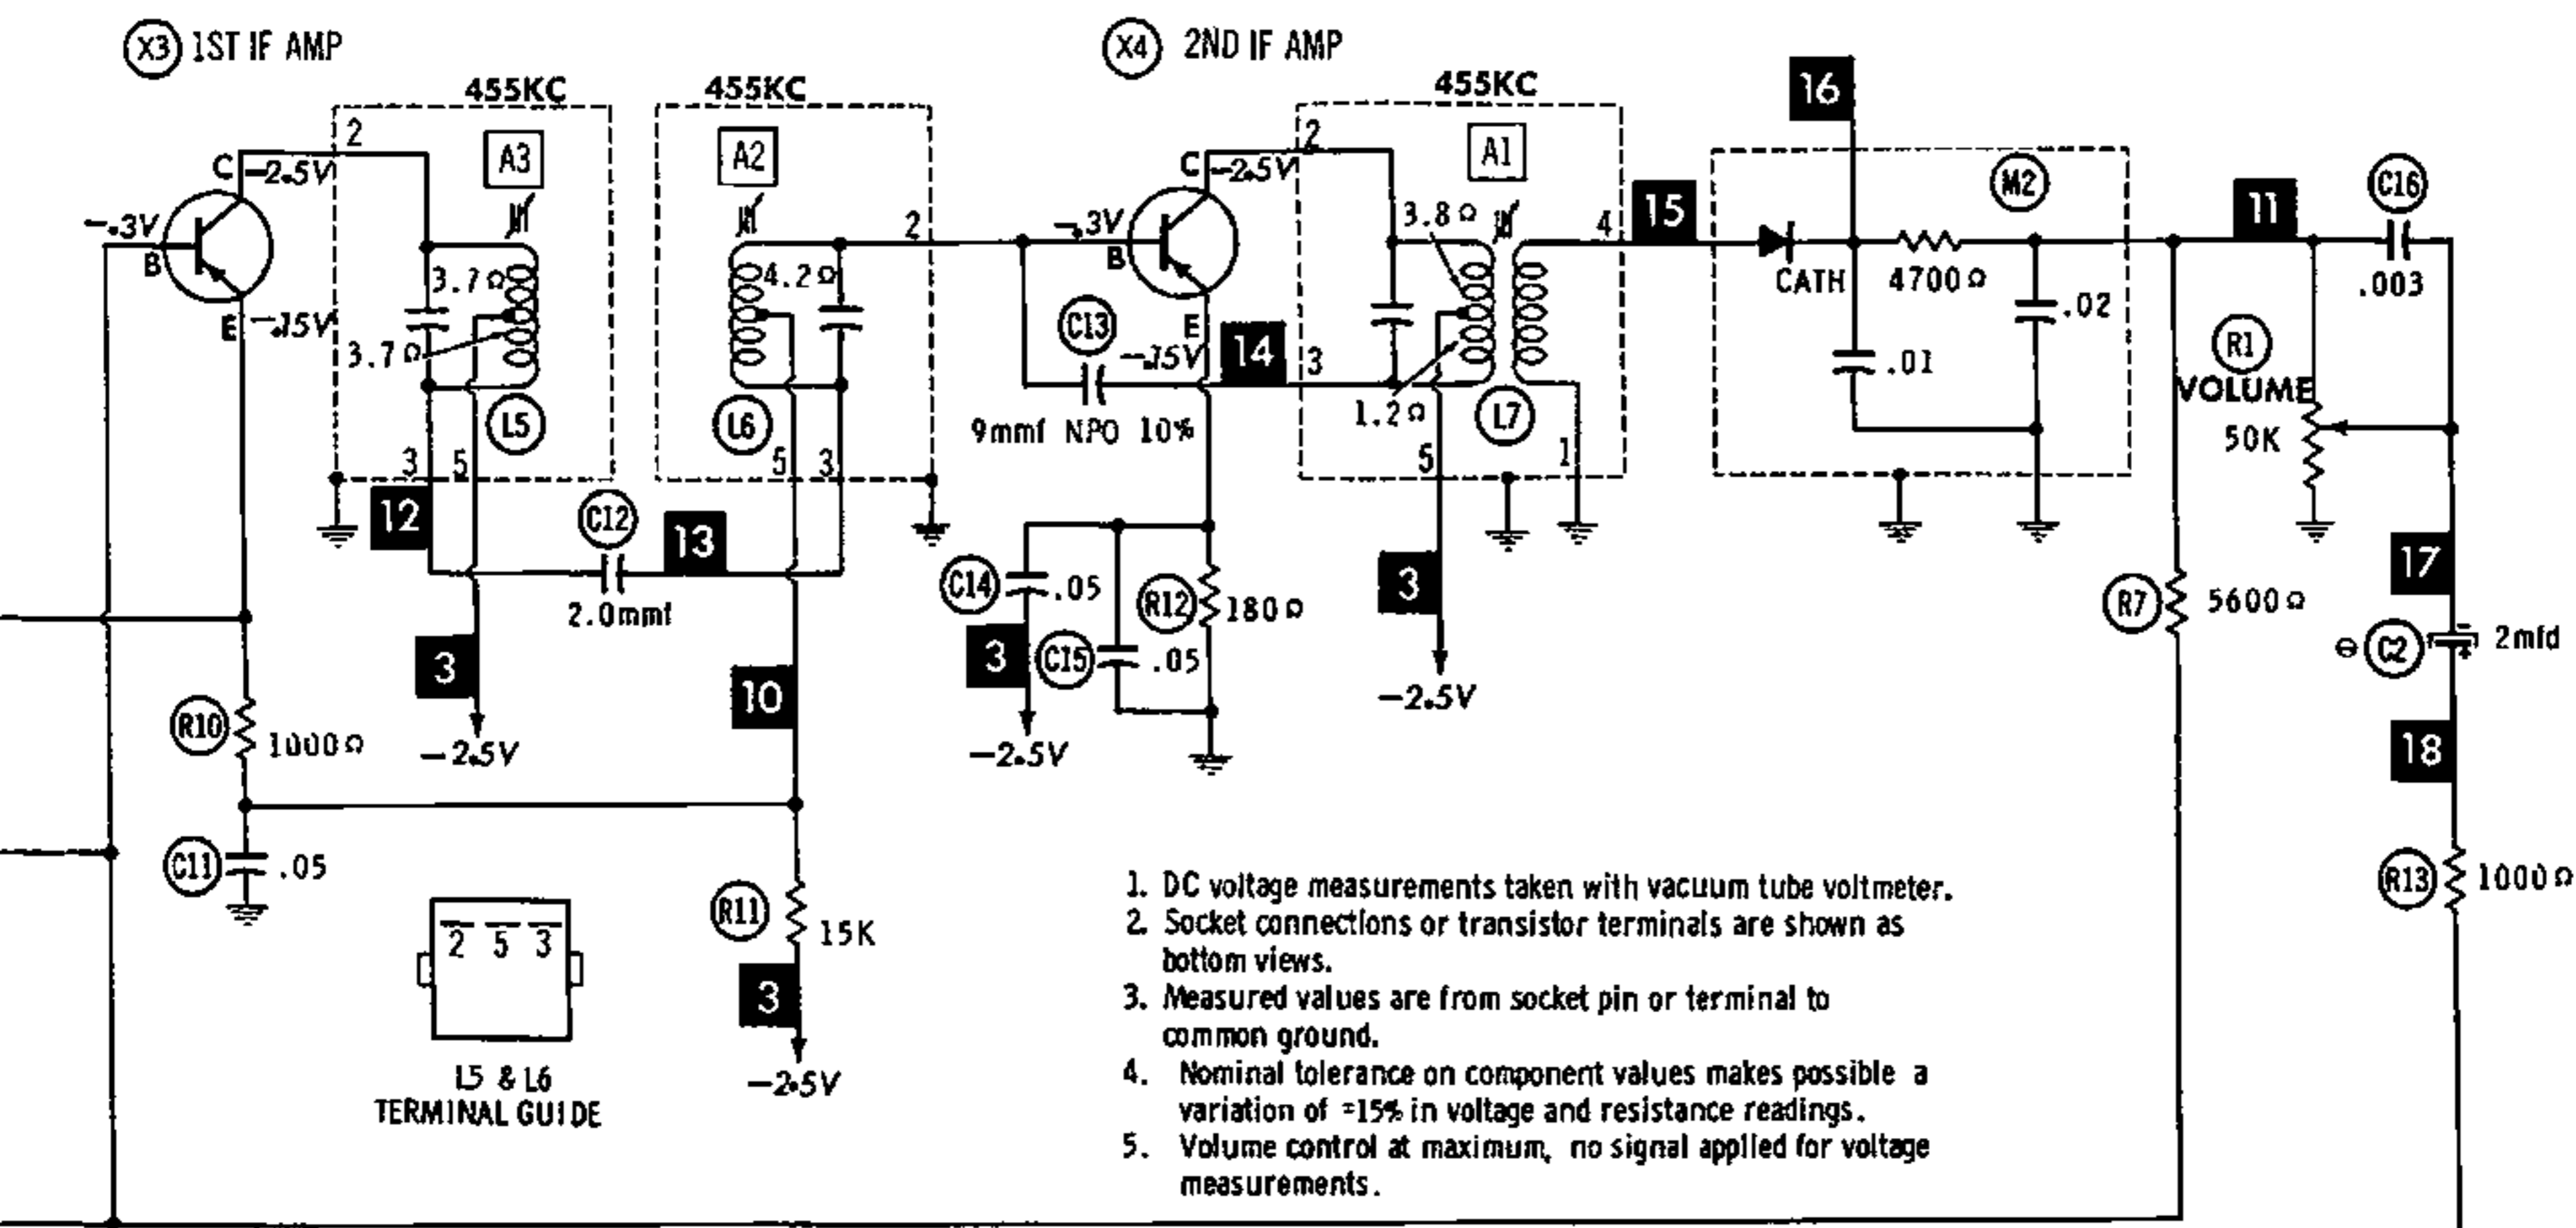 X3 1ST IF AMP
X4 2ND IF AMP
455KC
455KC
455KC
16
2
A3
A2
2
A1
M2
C16
C
-2.5V
C
-2.5V
-.3V
B
2
-.3V
B
3.8Ω
4
15
11
3.7Ω
4.2Ω
CATH
4700Ω
.003
E
-.15V
C13
E
-.15V
14
3
.02
R1
3.7Ω
.01
VOLUME
50K
L5
L6
9mmf NPO 10%
1.2Ω
L7
3
5
5
3
5
1
12
C12
13
2.0mmf
C14
.05
R12
180Ω
3
R7
5600Ω
17
3
-2.5V
10
3
-2.5V
C15
.05
-2.5V
C2
-
+
2mfd
R10
1000Ω
18
C11
.05
R11
15K
R13
1000Ω
2 5 3
3
-2.5V
L5 & L6
TERMINAL GUIDE
1. DC voltage measurements taken with vacuum tube voltmeter.
2. Socket connections or transistor terminals are shown as
bottom views.
3. Measured values are from socket pin or terminal to
common ground.
4. Nominal tolerance on component values makes possible a
variation of ±15% in voltage and resistance readings.
5. Volume control at maximum, no signal applied for voltage
measurements.